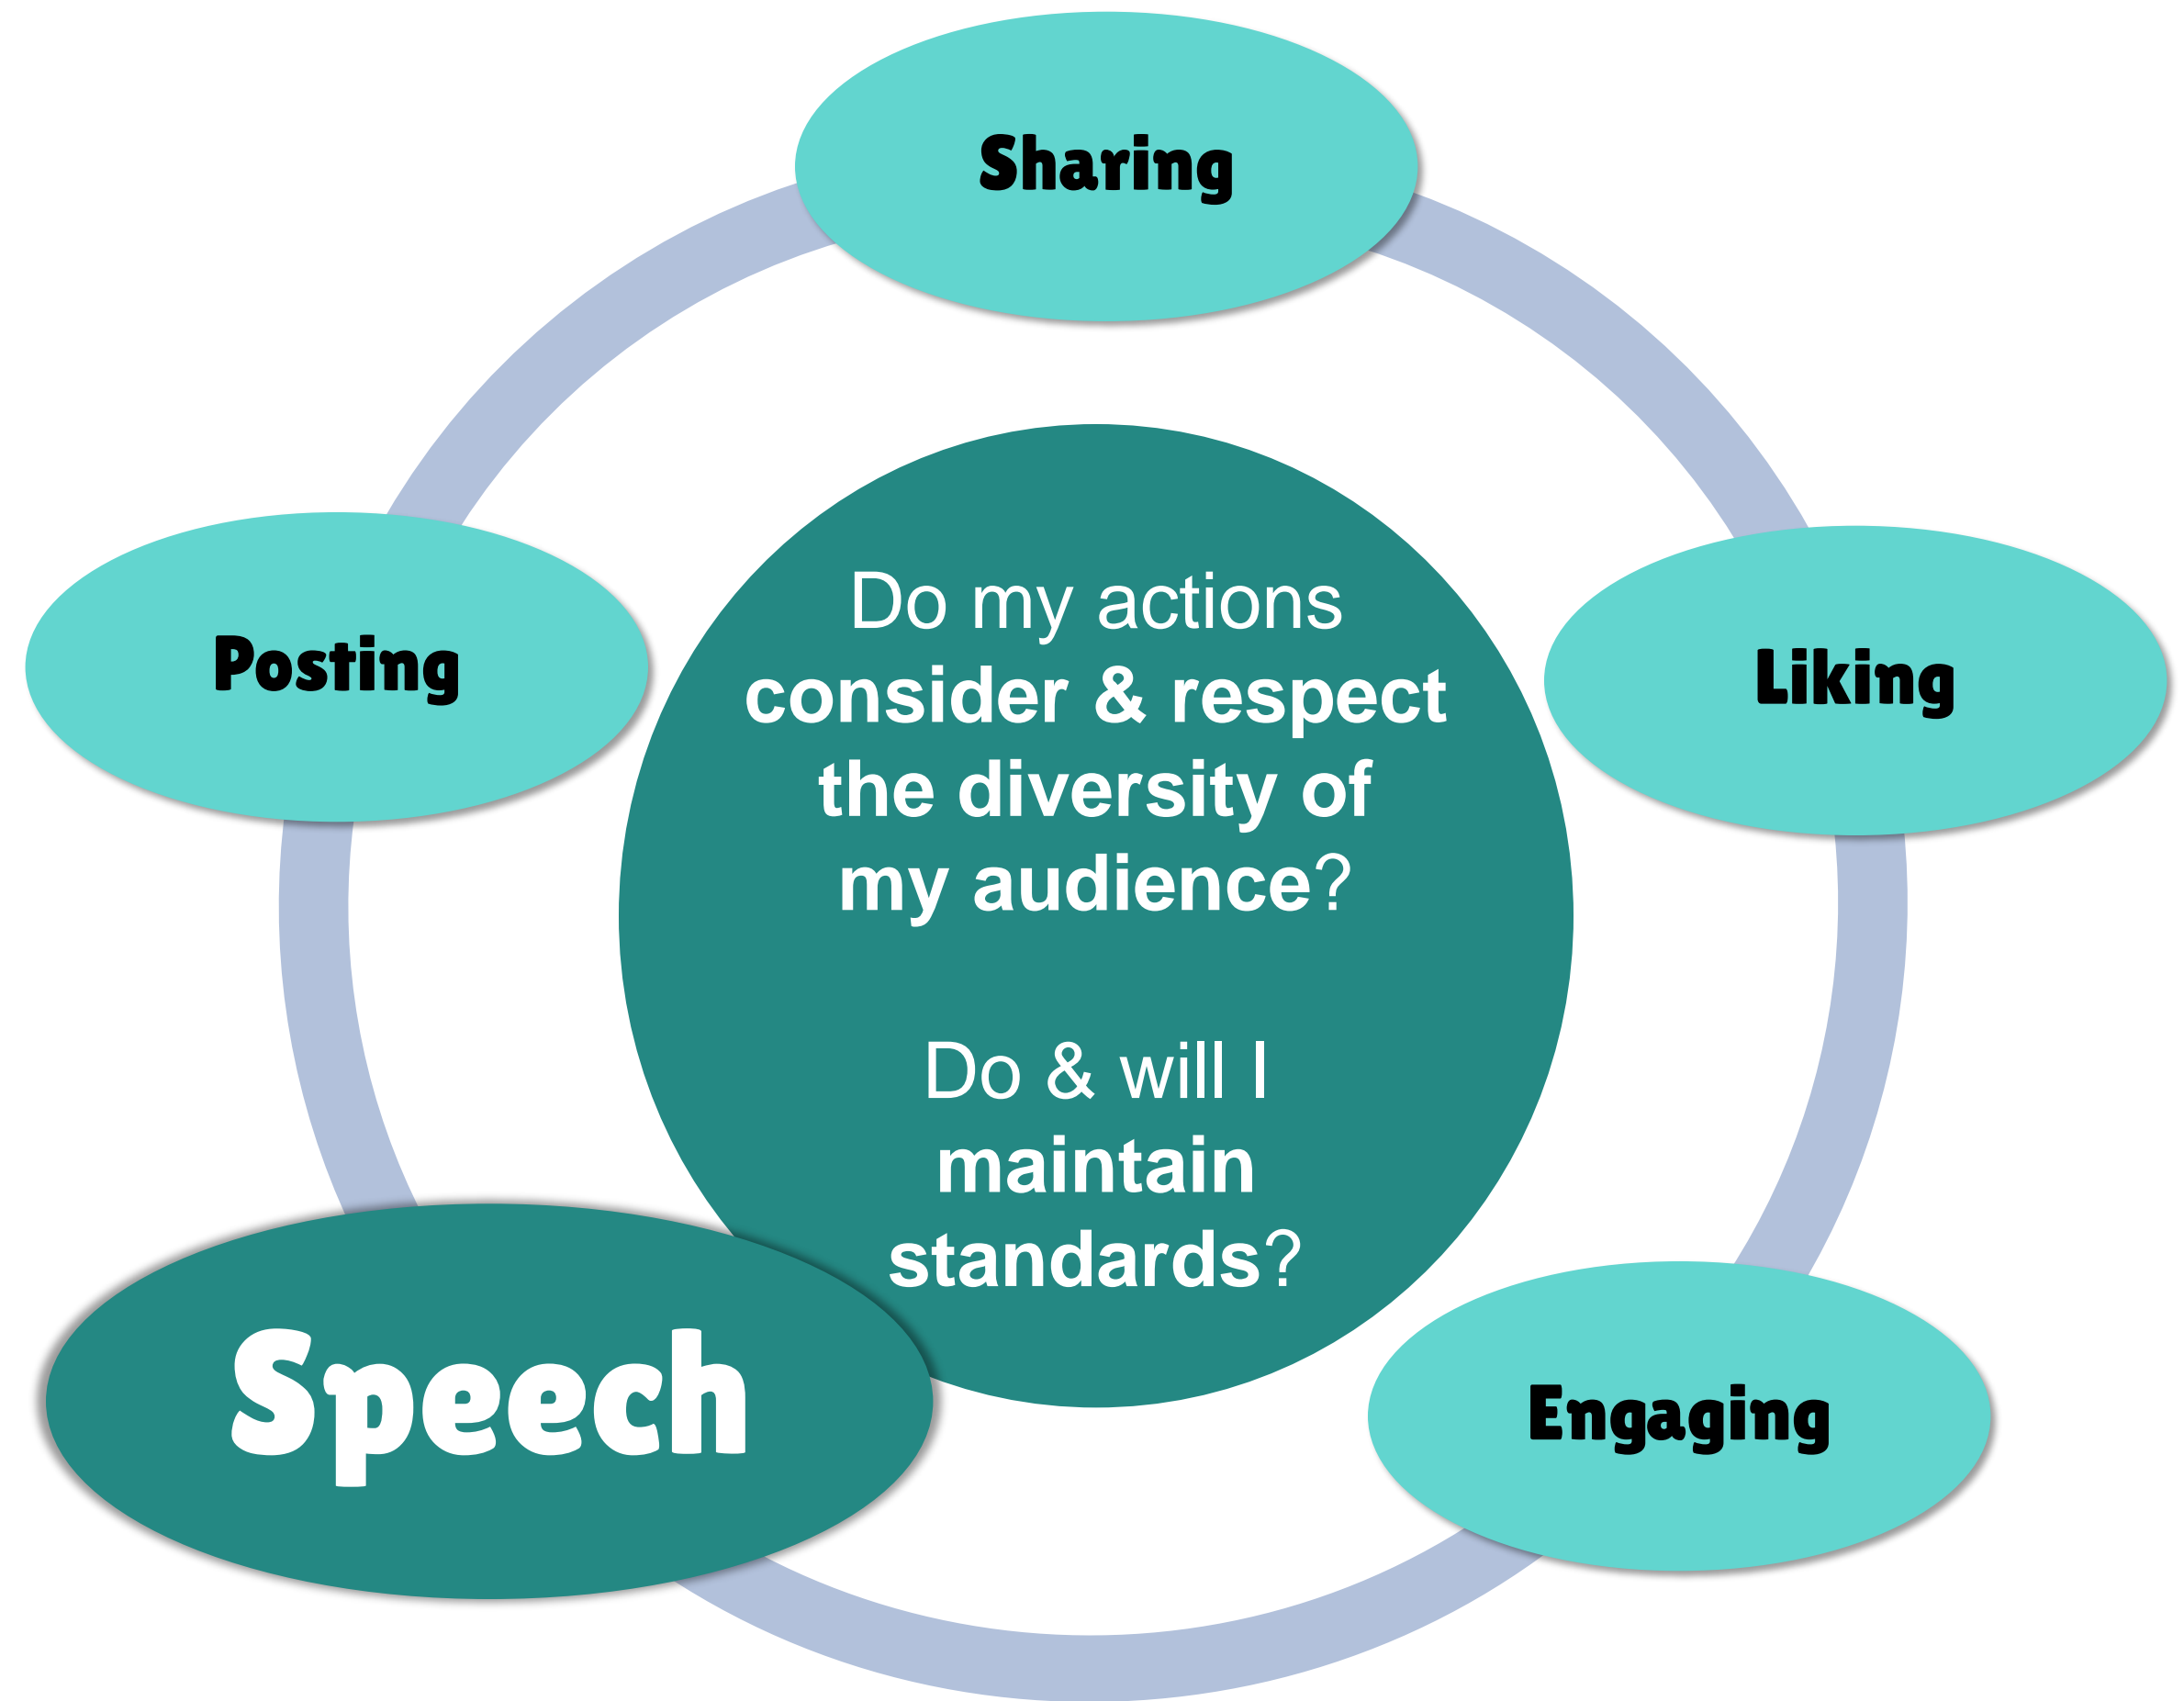 Sharing
Posting
Liking
Do my actions
consider & respect
the diversity of
my audience?
Do & will I
maintain
standards?
Speech
Engaging